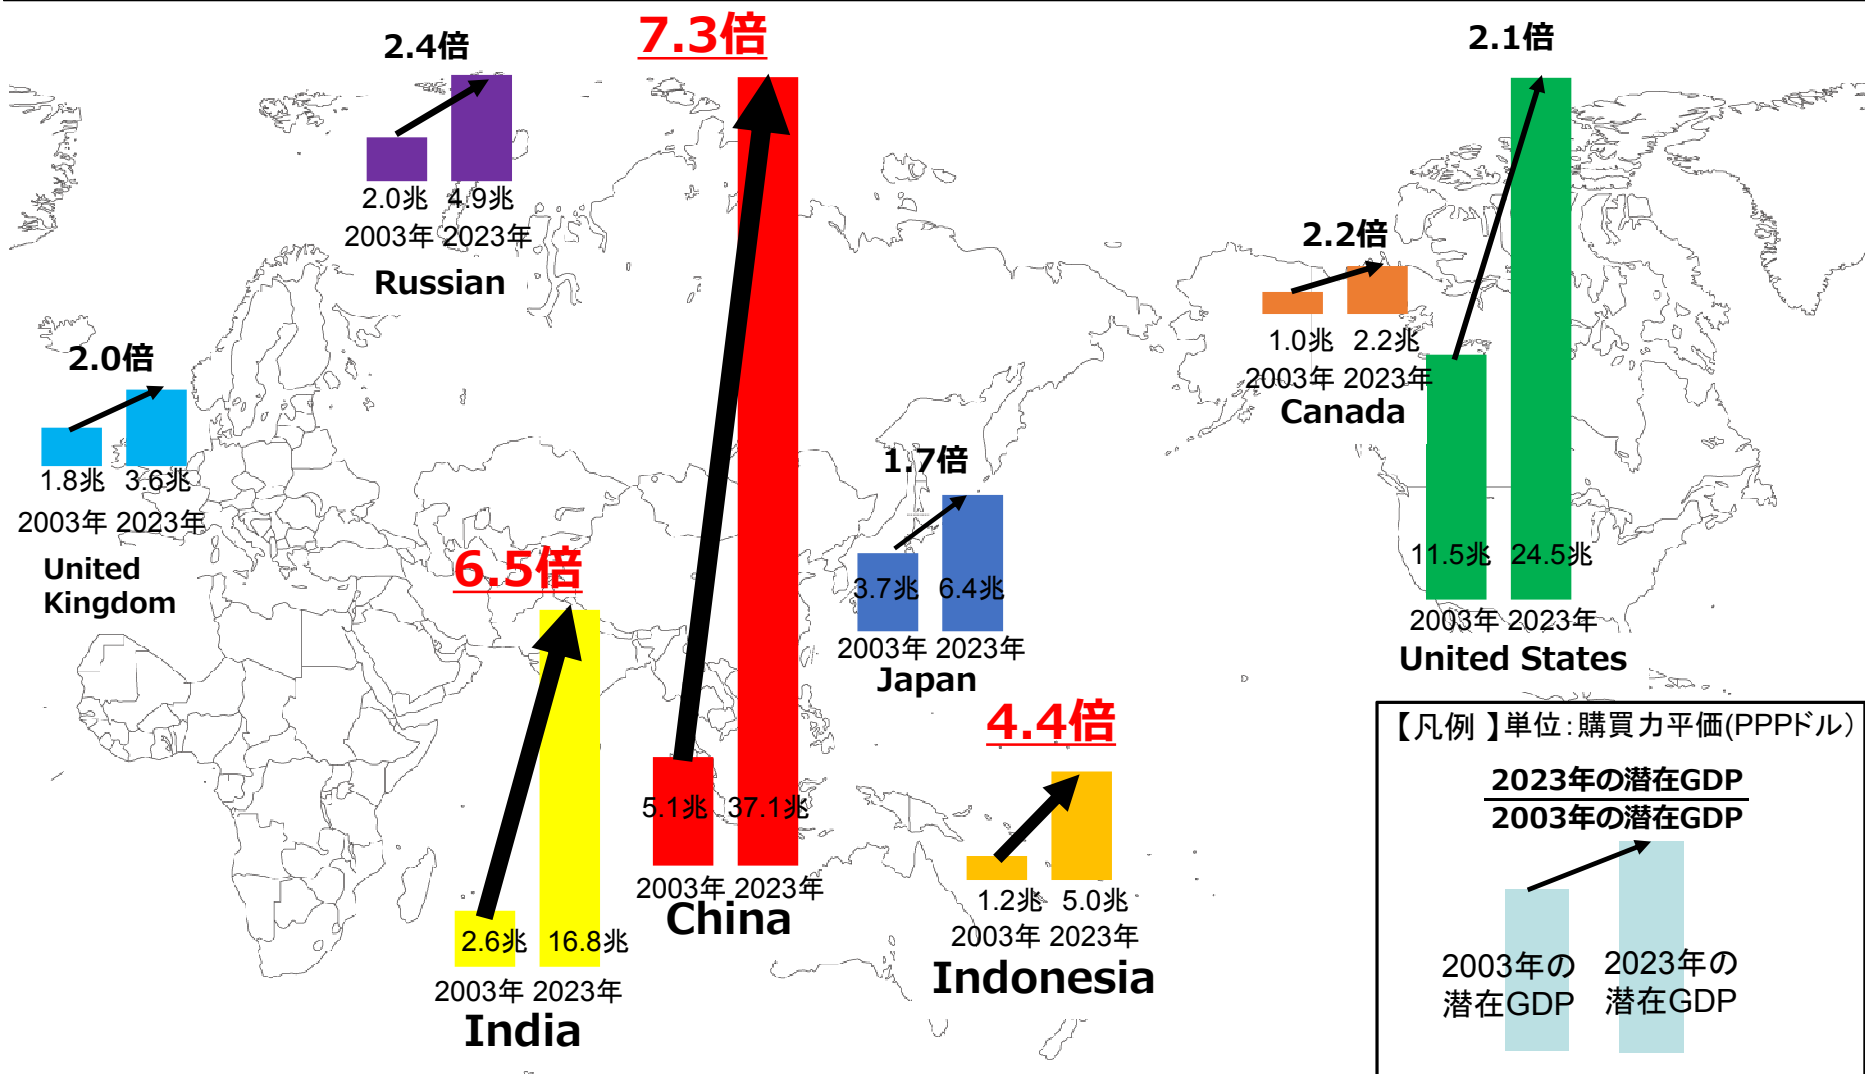 2.4倍
2.0兆 4.9兆
2003年 2023年
Russian
7.3倍
5.1兆 37.1兆
2003年 2023年
China
2.1倍
11.5兆 24.5兆
2003年 2023年
United States
2.2倍
1.0兆 2.2兆
2003年 2023年
Canada
2.0倍
1.8兆 3.6兆
2003年 2023年
United
Kingdom
6.5倍
2.6兆 16.8兆
2003年 2023年
India
1.7倍
3.7兆 6.4兆
2003年 2023年
Japan
4.4倍
1.2兆 5.0兆
2003年 2023年
Indonesia
【凡例 】単位:購買力平価(PPPドル)
2023年の潜在GDP
2003年の潜在GDP
2003年の
潜在GDP
2023年の
潜在GDP